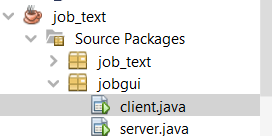 job_text
Source Packages
job_text
jobgui
client.java
server.java